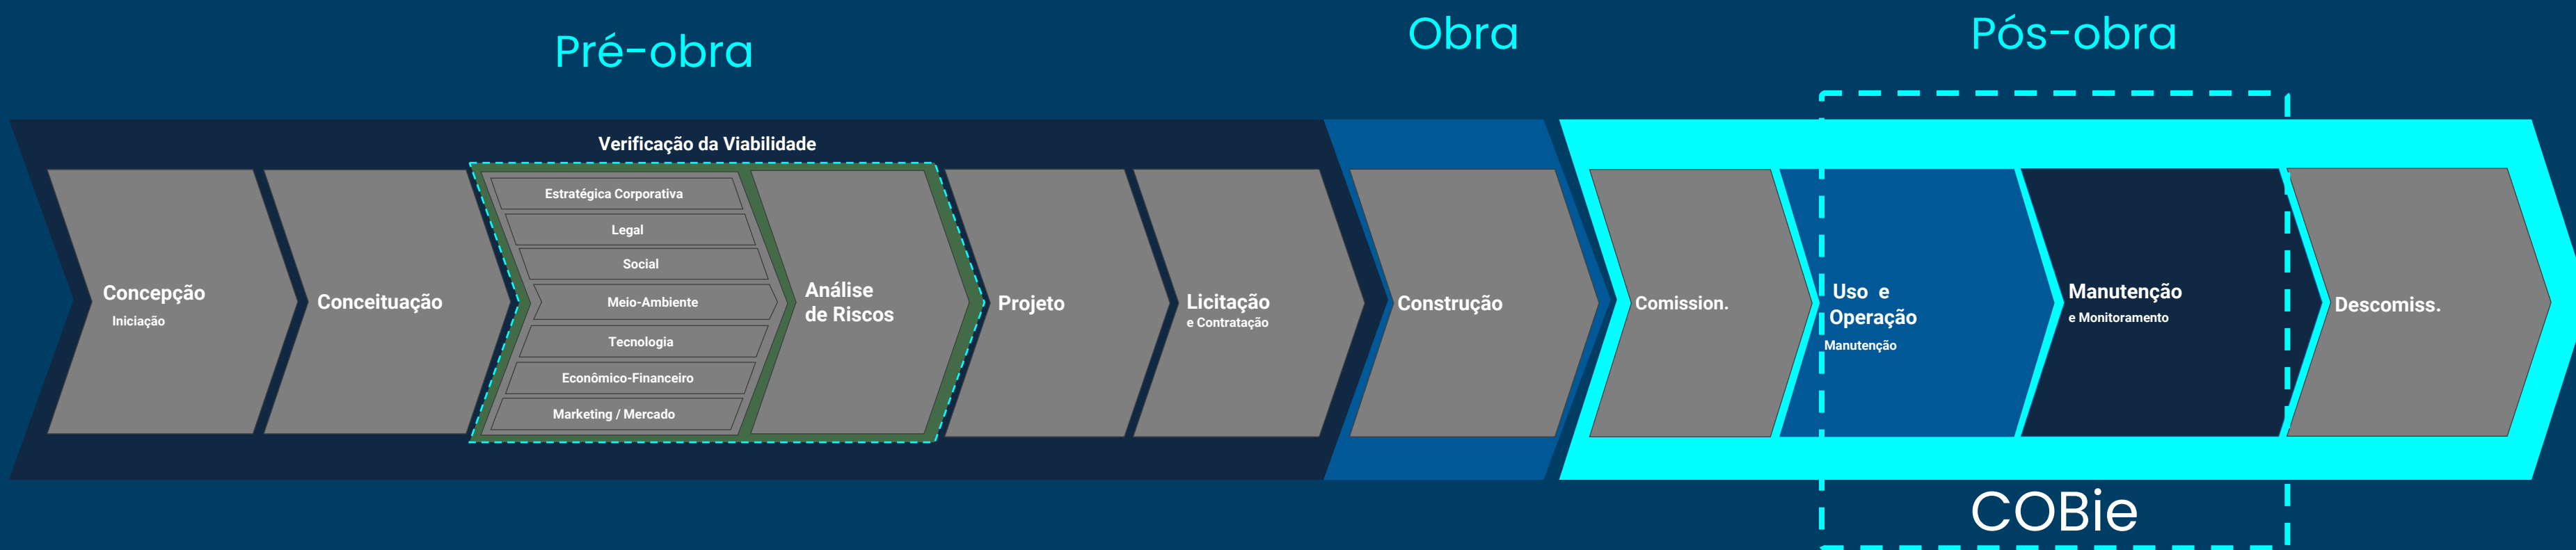 Pré-obra
Obra
Pós-obra
Verificação da Viabilidade
Concepção
Iniciação
Conceituação
Estratégica Corporativa
Legal
Social
Meio-Ambiente
Tecnologia
Econômico-Financeiro
Marketing / Mercado
Análise
de Riscos
Projeto
Licitação
e Contratação
Construção
Comission.
Uso e
Operação
Manutenção
Manutenção
e Monitoramento
Descomiss.
COBie